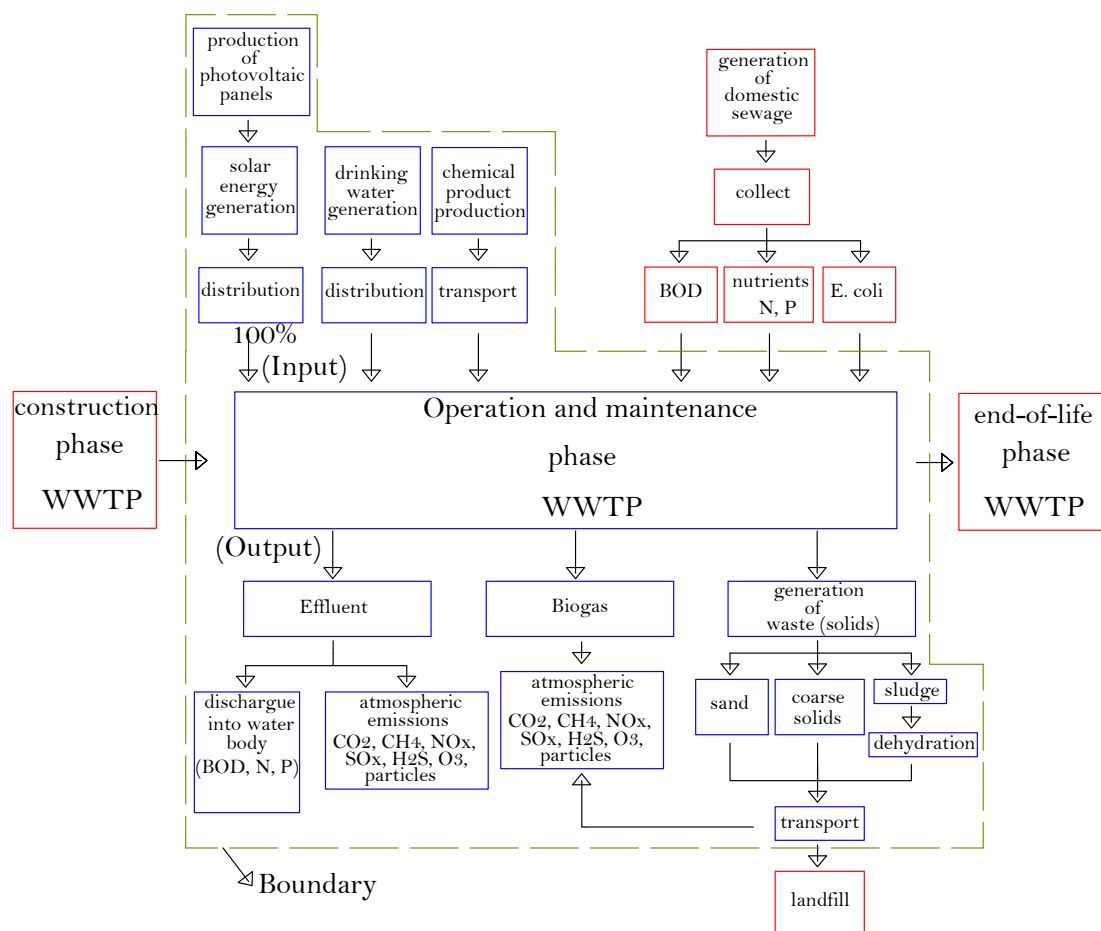 production
of
photovoltaic
panels
generation
of
domestic
sewage
solar
energy
generation
drinking
water
generation
chemical
product
production
collect
distribution
distribution
transport
BOD
nutrients
N, P
E. coli
100%
(Input)
construction
phase
WWTP
Operation and maintenance
phase
WWTP
end-of-life
phase
WWTP
(Output)
Effluent
Biogas
generation
of
waste (solids)
dischargue
into water
body
(BOD, N, P)
atmospheric
emissions
CO2, CH4, NOx,
SOx, H2S, O3,
particles
atmospheric
emissions
CO2, CH4, NOx,
SOx, H2S, O3,
particles
sand
coarse
solids
sludge
dehydration
transport
Boundary
landfill